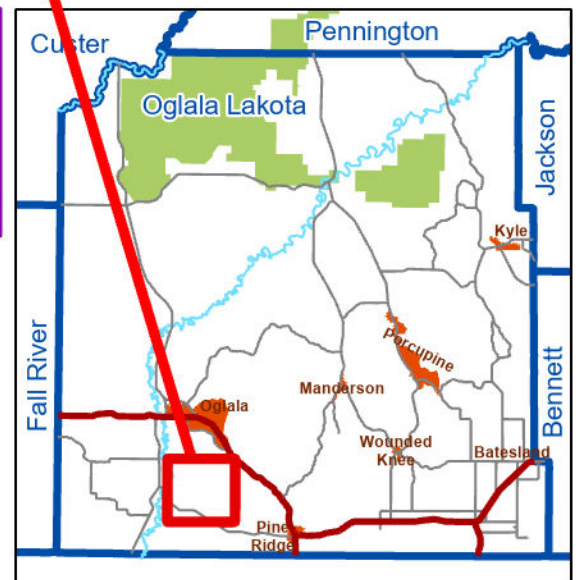 Pennington
Custer
Oglala Lakota
Jackson
Kyle
Fall River
Porcupine
Manderson
Bennett
Oglala
Wounded
Knee
Batesland
Pine
Ridge